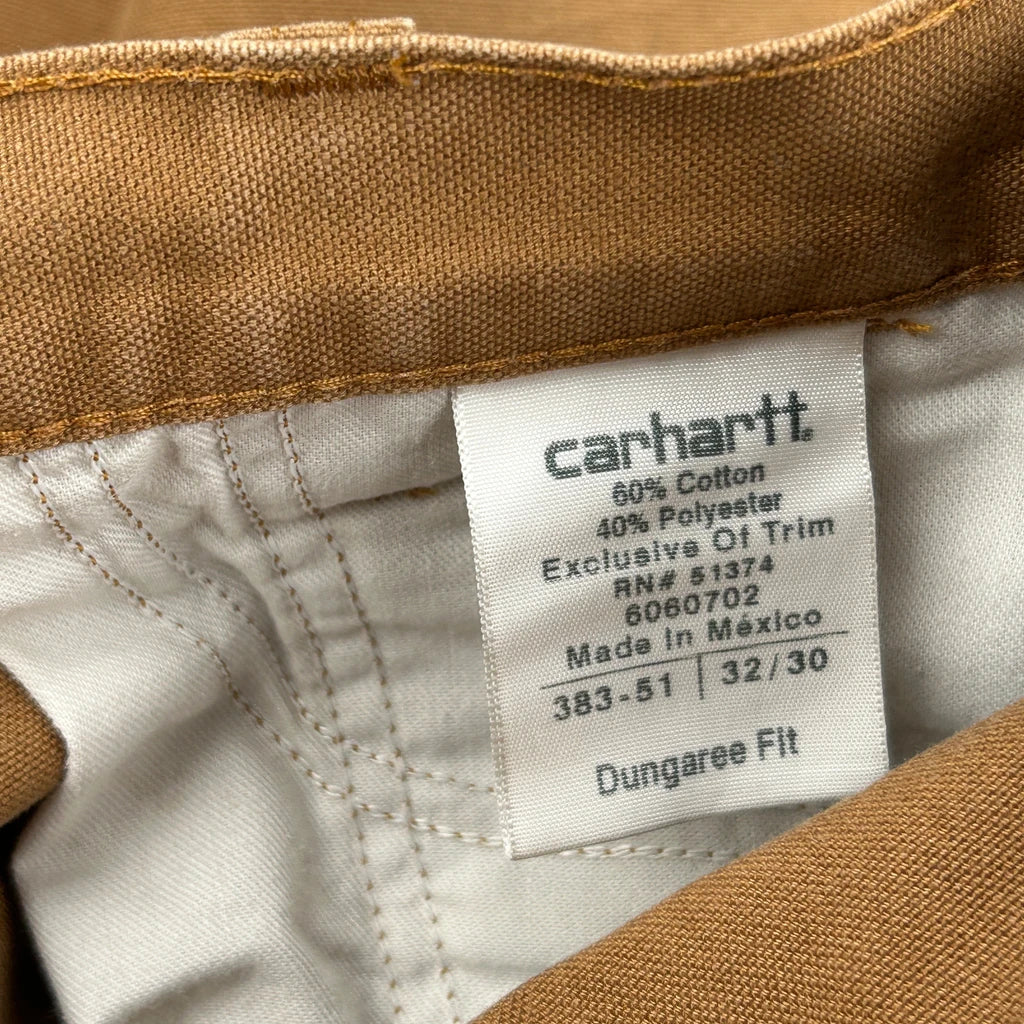 carhartt.
60% Cotton
40% Polyester
Exclusive Of Trim
RN# 51374
6060702
Made In México
383-51 | 32/30
Dungaree Fit